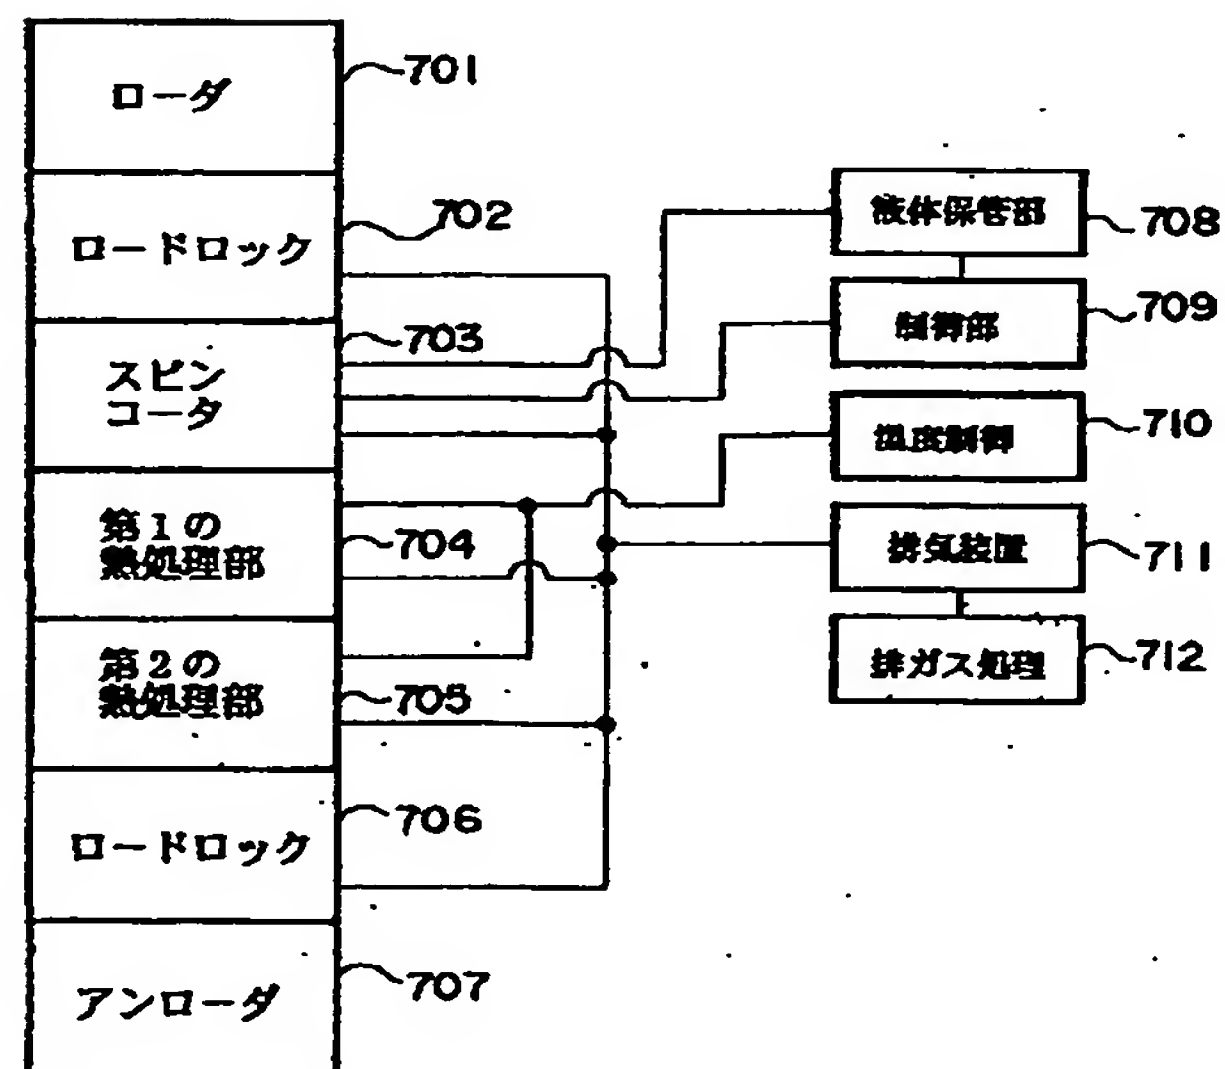 ローダ
701
ロードロック
702
スピン
コータ
703
第1の
熱処理部
704
第2の
熱処理部
705
ロードロック
706
アンローダ
707
液体保管部
708
制御部
709
温度制御
710
排気装置
711
排ガス処理
712